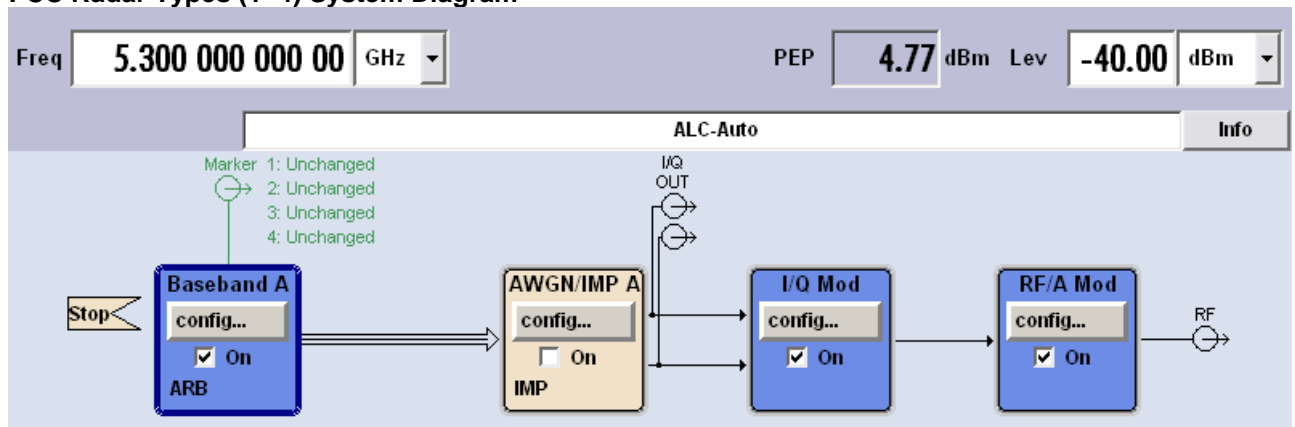 Freq 5.300 000 000 00 GHz PEP 4.77 dBm Lev -40.00 dBm
ALC-Auto Info
Marker 1: Unchanged
2: Unchanged
3: Unchanged
4: Unchanged
I/Q
OUT
Stop
Baseband A
config...
On
ARB
AWGN/IMP A
config...
On
IMP
I/Q Mod
config...
On
RF/A Mod
config...
On
RF